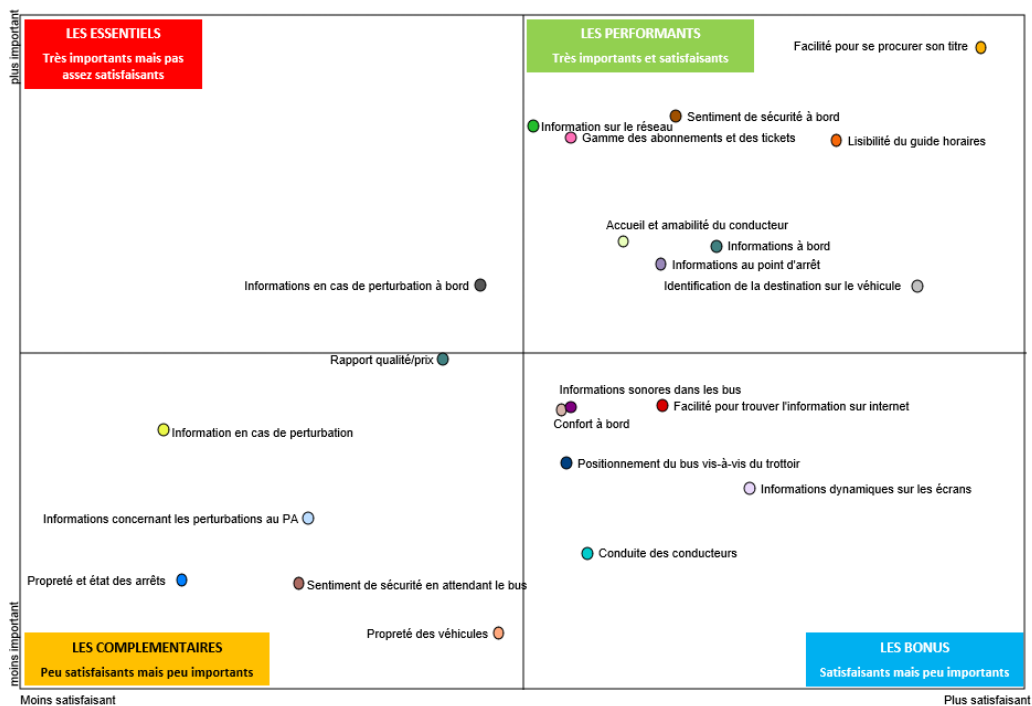 plus important
LES ESSENTIELS
Très importants mais pas
assez satisfaisants
LES PERFORMANTS
Très importants et satisfaisants
Facilité pour se procurer son titre
Sentiment de sécurité à bord
Information sur le réseau
Gamme des abonnements et des tickets
Lisibilité du guide horaires
Accueil et amabilité du conducteur
Informations à bord
Informations au point d'arrêt
Informations en cas de perturbation à bord
Identification de la destination sur le véhicule
Rapport qualité/prix
Informations sonores dans les bus
Facilité pour trouver l'information sur internet
Confort à bord
Information en cas de perturbation
Positionnement du bus vis-à-vis du trottoir
Informations dynamiques sur les écrans
Informations concernant les perturbations au PA
Conduite des conducteurs
Propreté et état des arrêts
Sentiment de sécurité en attendant le bus
Propreté des véhicules
moins important
LES COMPLEMENTAIRES
Peu satisfaisants mais peu importants
LES BONUS
Satisfaisants mais peu importants
Moins satisfaisant
Plus satisfaisant